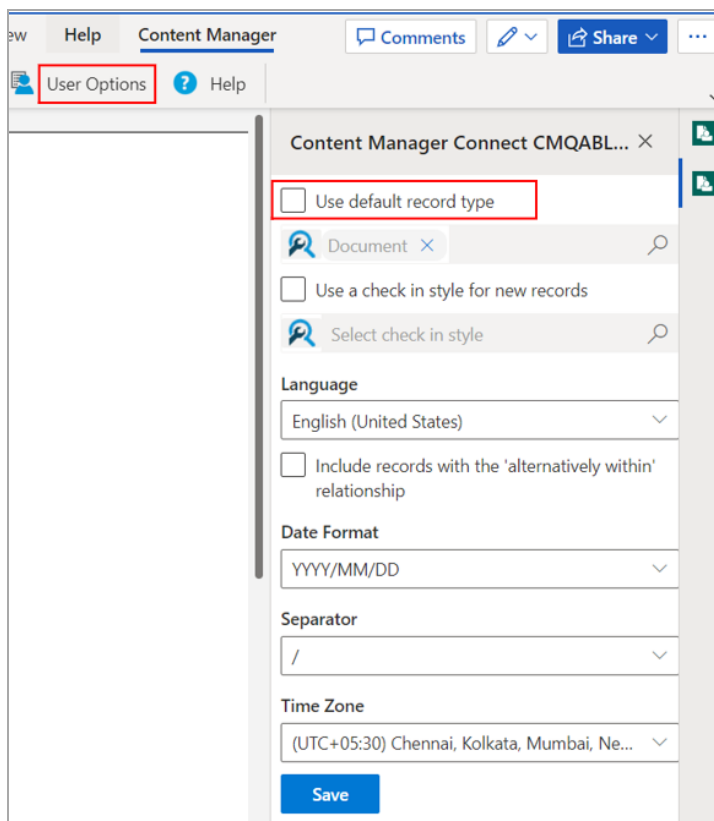 ew Help Content Manager Comments Share
User Options ? Help
Content Manager Connect CMQABL...
Use default record type
Document
Use a check in style for new records
Select check in style
Language
English (United States)
Include records with the 'alternatively within'
relationship
Date Format
YYYY/MM/DD
Separator
/
Time Zone
(UTC+05:30) Chennai, Kolkata, Mumbai, Ne...
Save